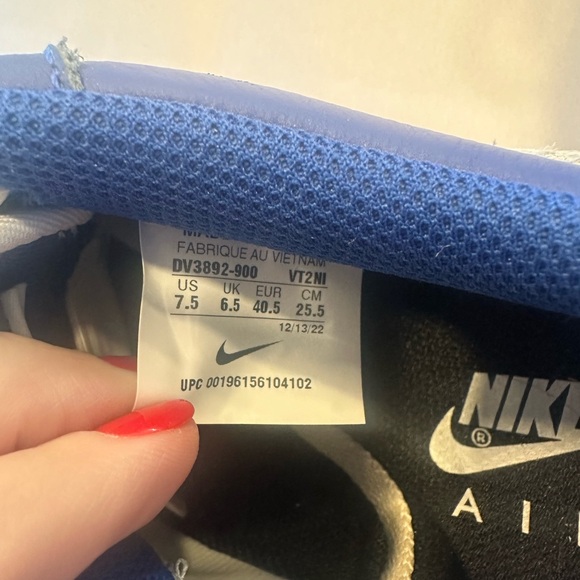 FABRIQUE AU VIETNAM
DV3892-900 VT2NI
US UK EUR CM
7.5 6.5 40.5 25.5
12/13/22
UPC 00196156104102
NIKE
®
AI